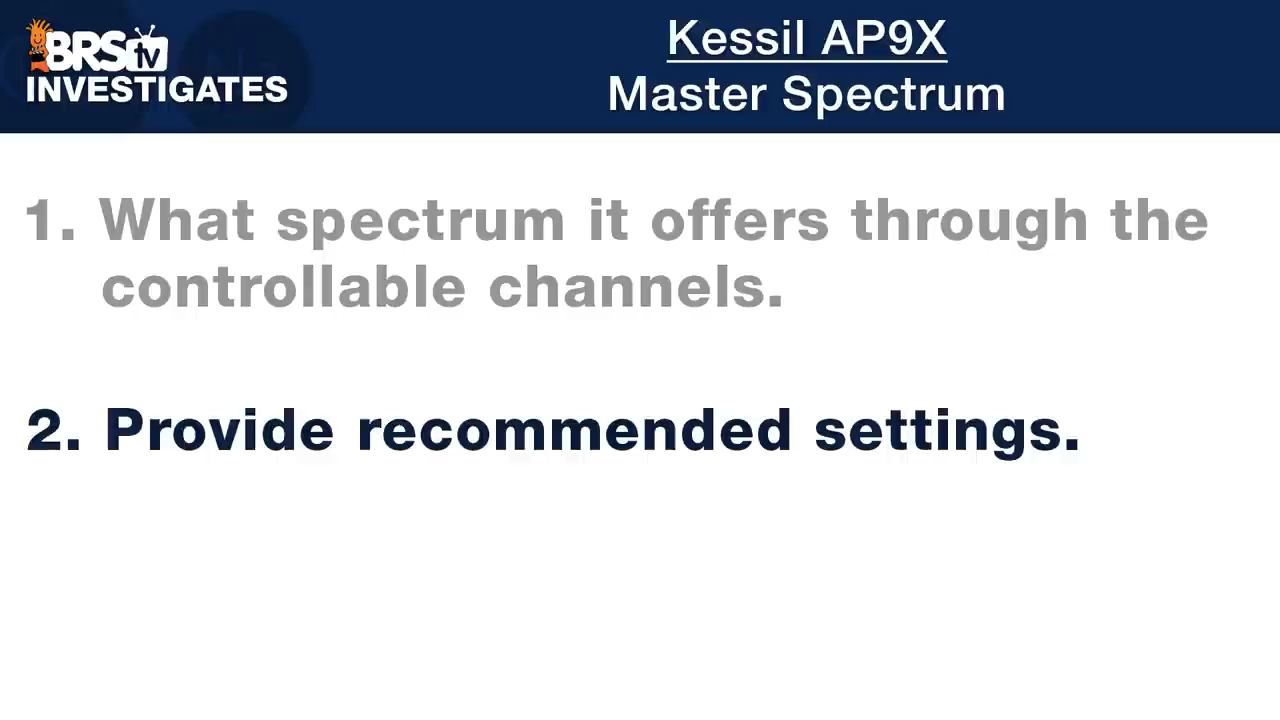 BRStv
INVESTIGATES
Kessil AP9X
Master Spectrum
1. What spectrum it offers through the
controllable channels.
2. Provide recommended settings.